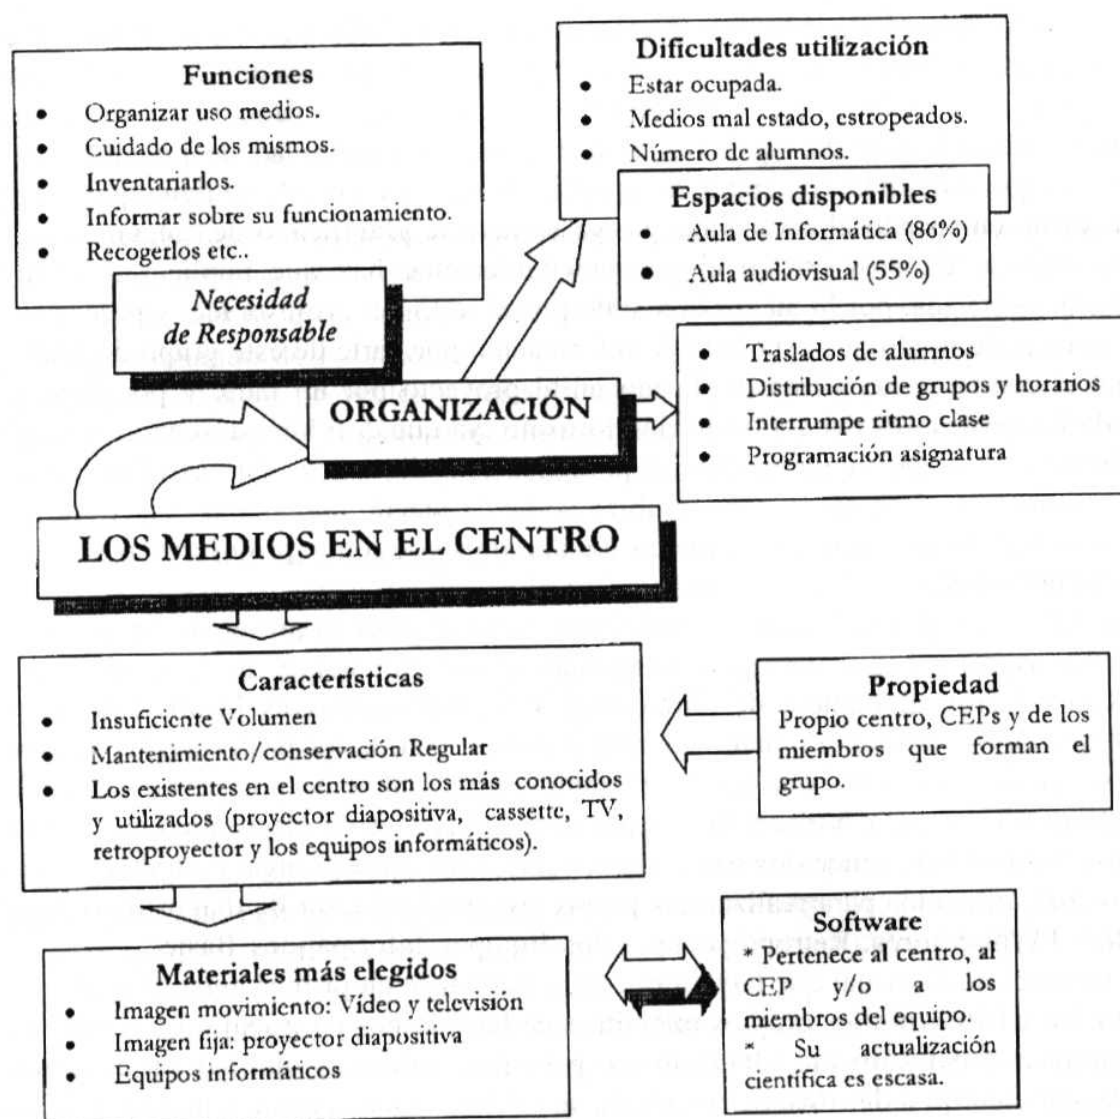 Funciones
• Organizar uso medios.
• Cuidado de los mismos.
• Inventariarlos.
• Informar sobre su funcionamiento.
• Recogerlos etc..
Necesidad
de Responsable
Dificultades utilización
• Estar ocupada.
• Medios mal estado, estropeados.
• Número de alumnos.
Espacios disponibles
• Aula de Informática (86%)
• Aula audiovisual (55%)
ORGANIZACIÓN
• Traslados de alumnos
• Distribución de grupos y horarios
• Interrumpe ritmo clase
• Programación asignatura
LOS MEDIOS EN EL CENTRO
Características
• Insuficiente Volumen
• Mantenimiento/conservación Regular
• Los existentes en el centro son los más conocidos
y utilizados (proyector diapositiva, cassette, TV,
retroproyector y los equipos informáticos).
Propiedad
Propio centro, CEPs y de los
miembros que forman el
grupo.
Materiales más elegidos
• Imagen movimiento: Vídeo y televisión
• Imagen fija: proyector diapositiva
• Equipos informáticos
Software
* Pertenece al centro, al
CEP y/o a los
miembros del equipo.
* Su actualización
científica es escasa.